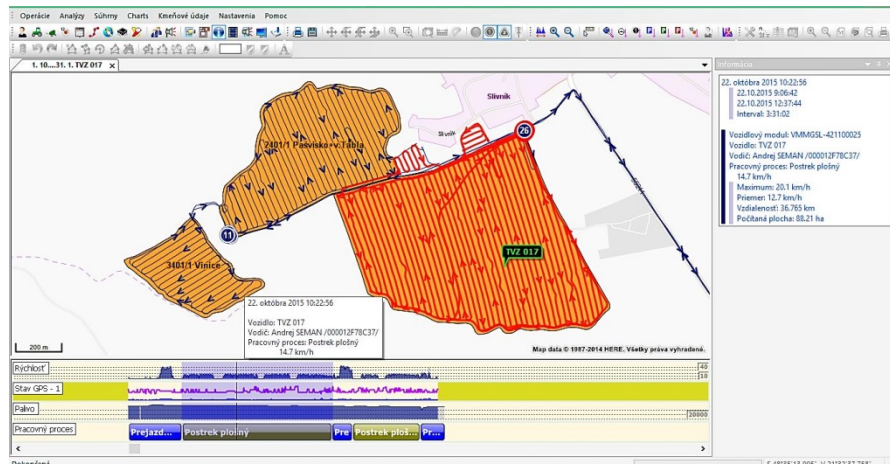 Operácie Analýzy Súhrny Charts Kmeňové údaje Nastavenia Pomoc
1. 10....31. 1. TVZ 017 x
Informácia
22. októbra 2015 10:22:56
22.10.2015 9:06:42
22.10.2015 12:37:44
Interval: 3:31:02
Vozidlový modul: VMMGSL-421100025
Vozidlo: TVZ 017
Vodič: Andrej SEMAN /000012F78C37/
Pracovný proces: Postrek plošný
14.7 km/h
Maximum: 20.1 km/h
Priemer: 12.7 km/h
Vzdialenosť: 36.765 km
Počítaná plocha: 88.21 ha
Slivník
Slivník
26
2401/1 Pasvisko+v.Tabla
11
3401/1 Vinice
TVZ 017
22. októbra 2015 10:22:56
Vozidlo: TVZ 017
Vodič: Andrej SEMAN /000012F78C37/
Pracovný proces: Postrek plošný
14.7 km/h
200 m
Map data © 1987-2014 HERE. Všetky práva vyhradené.
Rýchlosť
40
10
Stav GPS - 1
Palivo
20000
Pracovný proces
Prejazd... Postrek plošný Pre Postrek ploš... Pr...